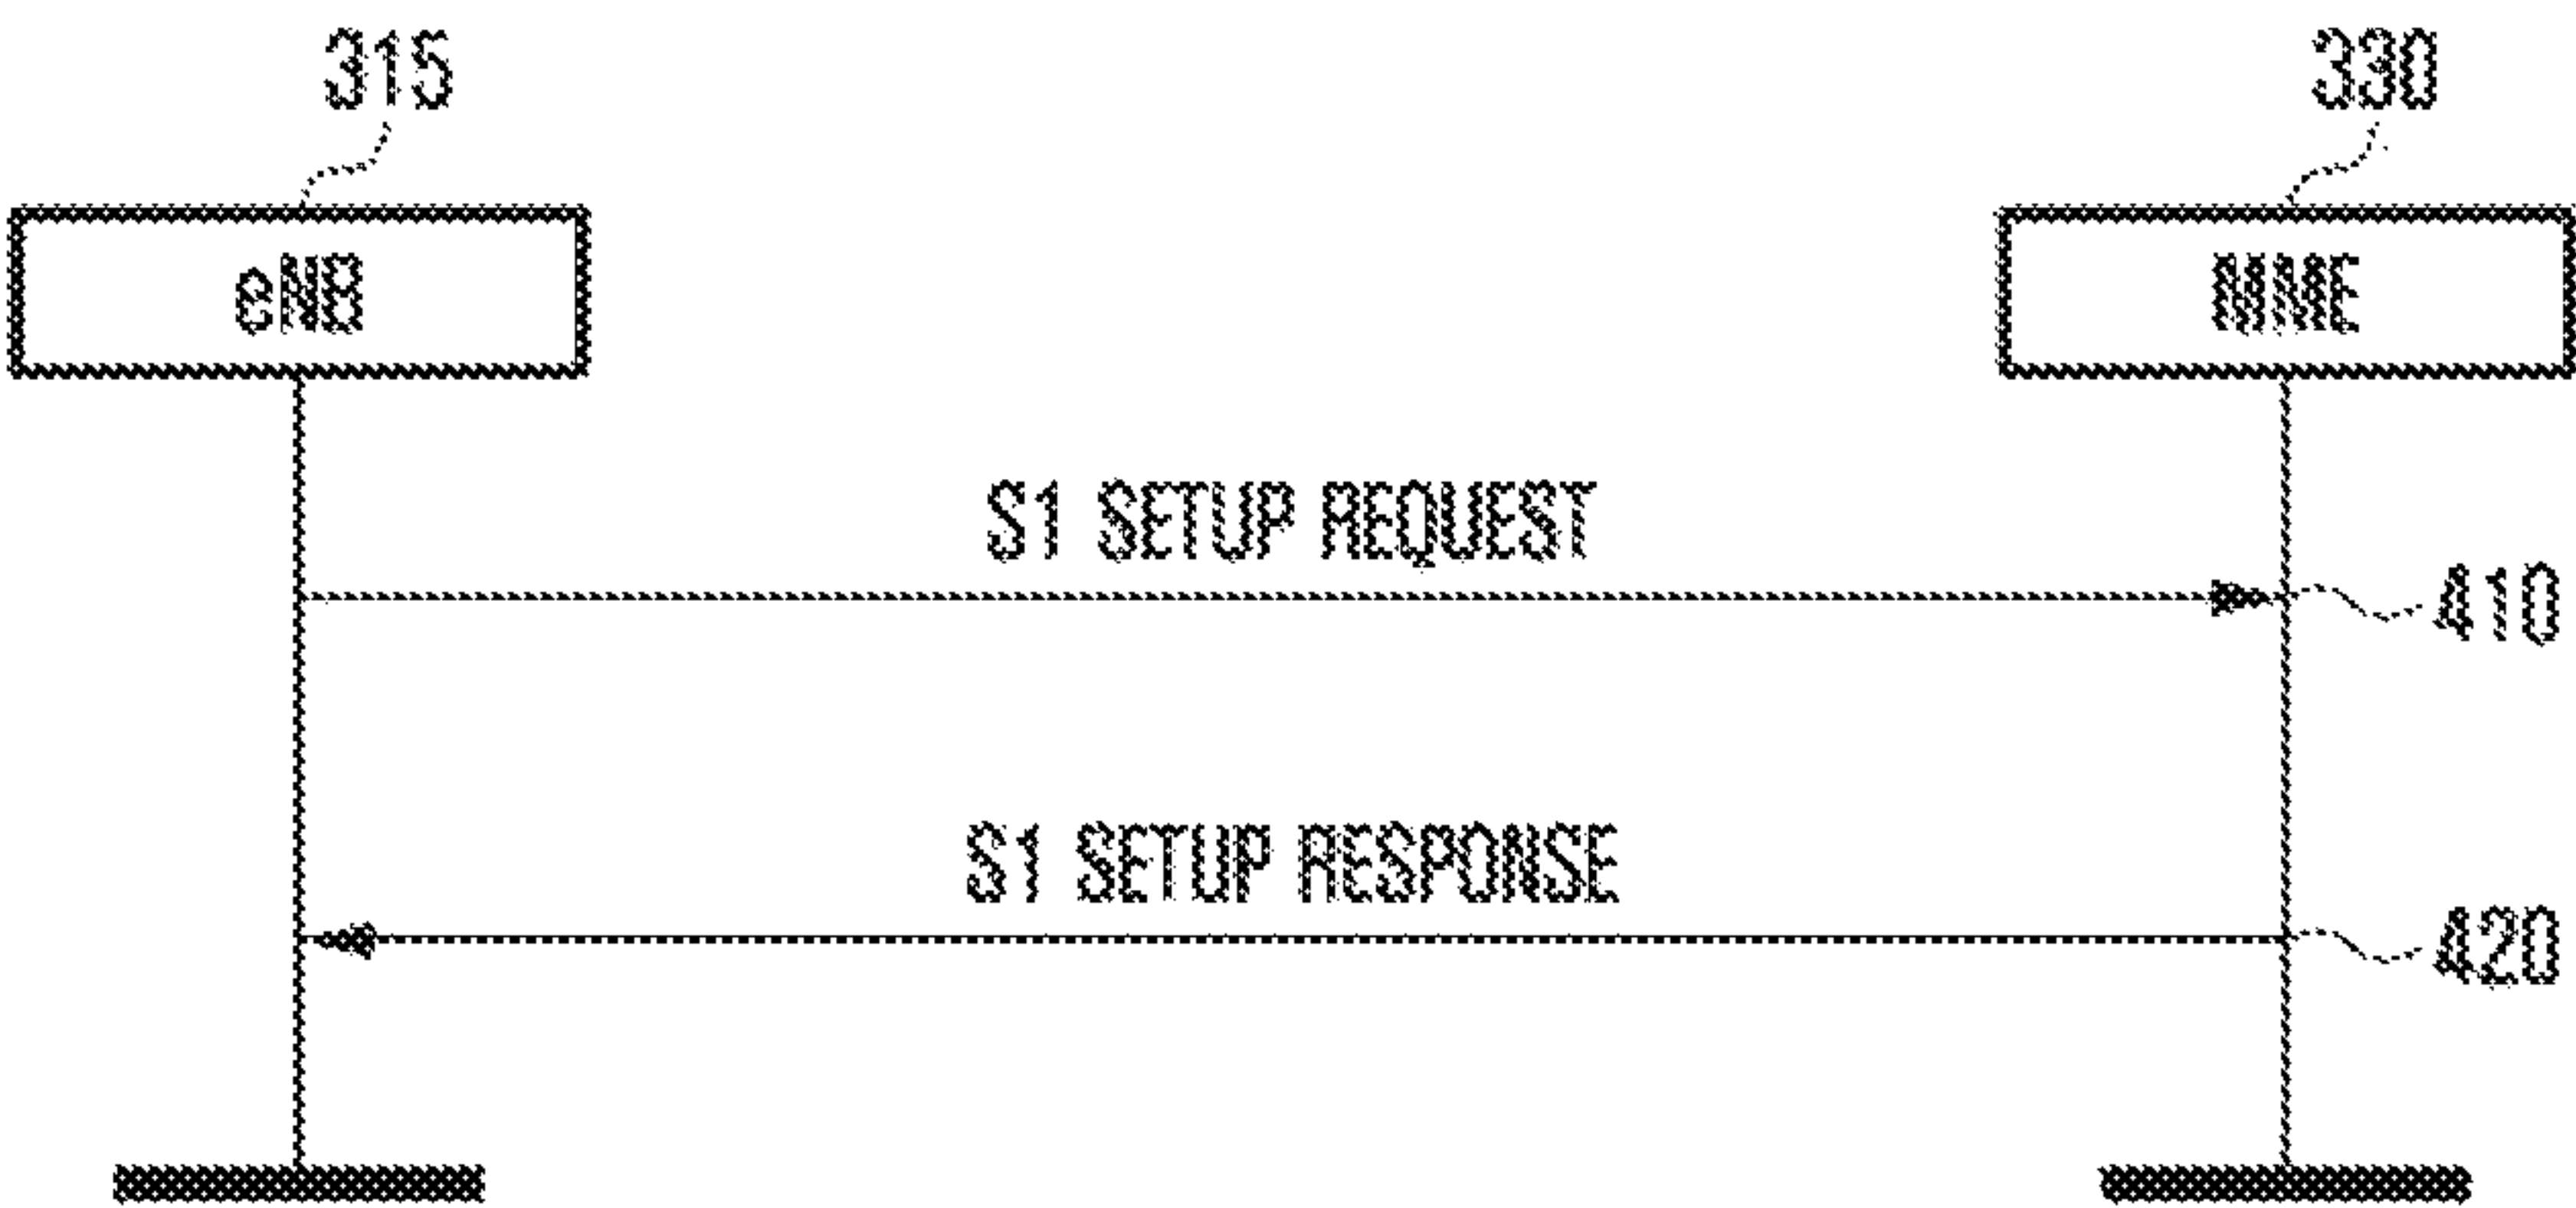 315
330
eNB
MME
S1 SETUP REQUEST
410
S1 SETUP RESPONSE
420